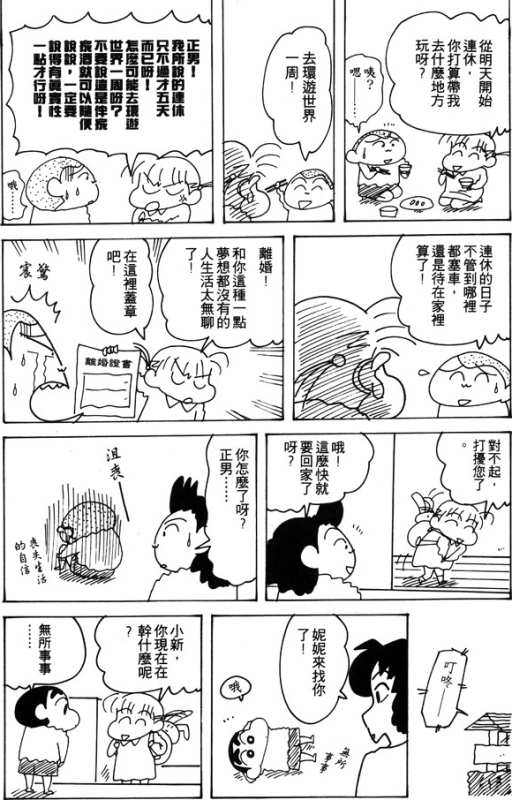 從明天開始
連休，
你打算帶我
去什麼地方
玩呀？
咦？
嗯……
去環遊世界
一周！
正男！
我所說的連休
只不過才五天
而已呀！
怎麼可能去環遊
世界一周呀？
不要說這是伴家
家酒就可以隨便
說說，一定要
說得有真實性
一點才行呀！
哦……
連休的日子
不管到哪裡
都塞車，
還是待在家裡
算了！
離婚！
和你這種一點
夢想都沒有的
人生活太無聊
了！
在這裡蓋章
吧！
離婚證書
震驚
對不起，
打擾您了
。
哦！
這麼快就
要回家了
呀？
你怎麼了呀？
正男……
沮喪
喪失生活
的自信
叮咚……
妮妮來找你
了！
哦
無所
事事
小新，
你現在在
幹什麼呢
？
無所事事
……